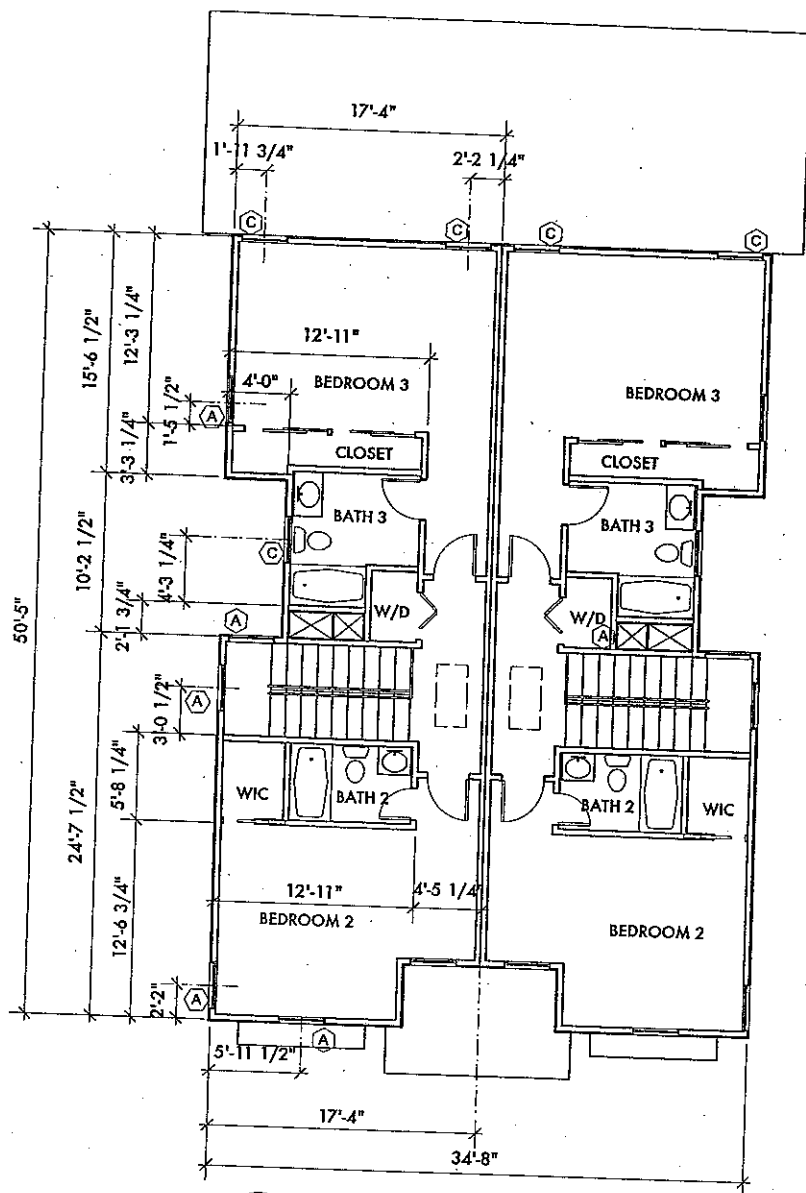 17'-4"
1'-11 3/4"
2'-2 1/4"
C
C
C
C
12'-3 1/4"
15'-6 1/2"
12'-11"
4'-0"
BEDROOM 3
BEDROOM 3
1'-5 1/2"
A
3'-3 1/4"
CLOSET
CLOSET
BATH 3
BATH 3
C
10'-2 1/2"
4'-3 1/4"
50'-5"
2'-1 3/4"
A
W/D
W/D
A
A
3'-0 1/2"
5'-8 1/4"
WIC
BATH 2
BATH 2
WIC
24'-7 1/2"
12'-11"
4'-5 1/4"
12'-6 3/4"
BEDROOM 2
BEDROOM 2
2'-2"
A
A
5'-11 1/2"
17'-4"
34'-8"